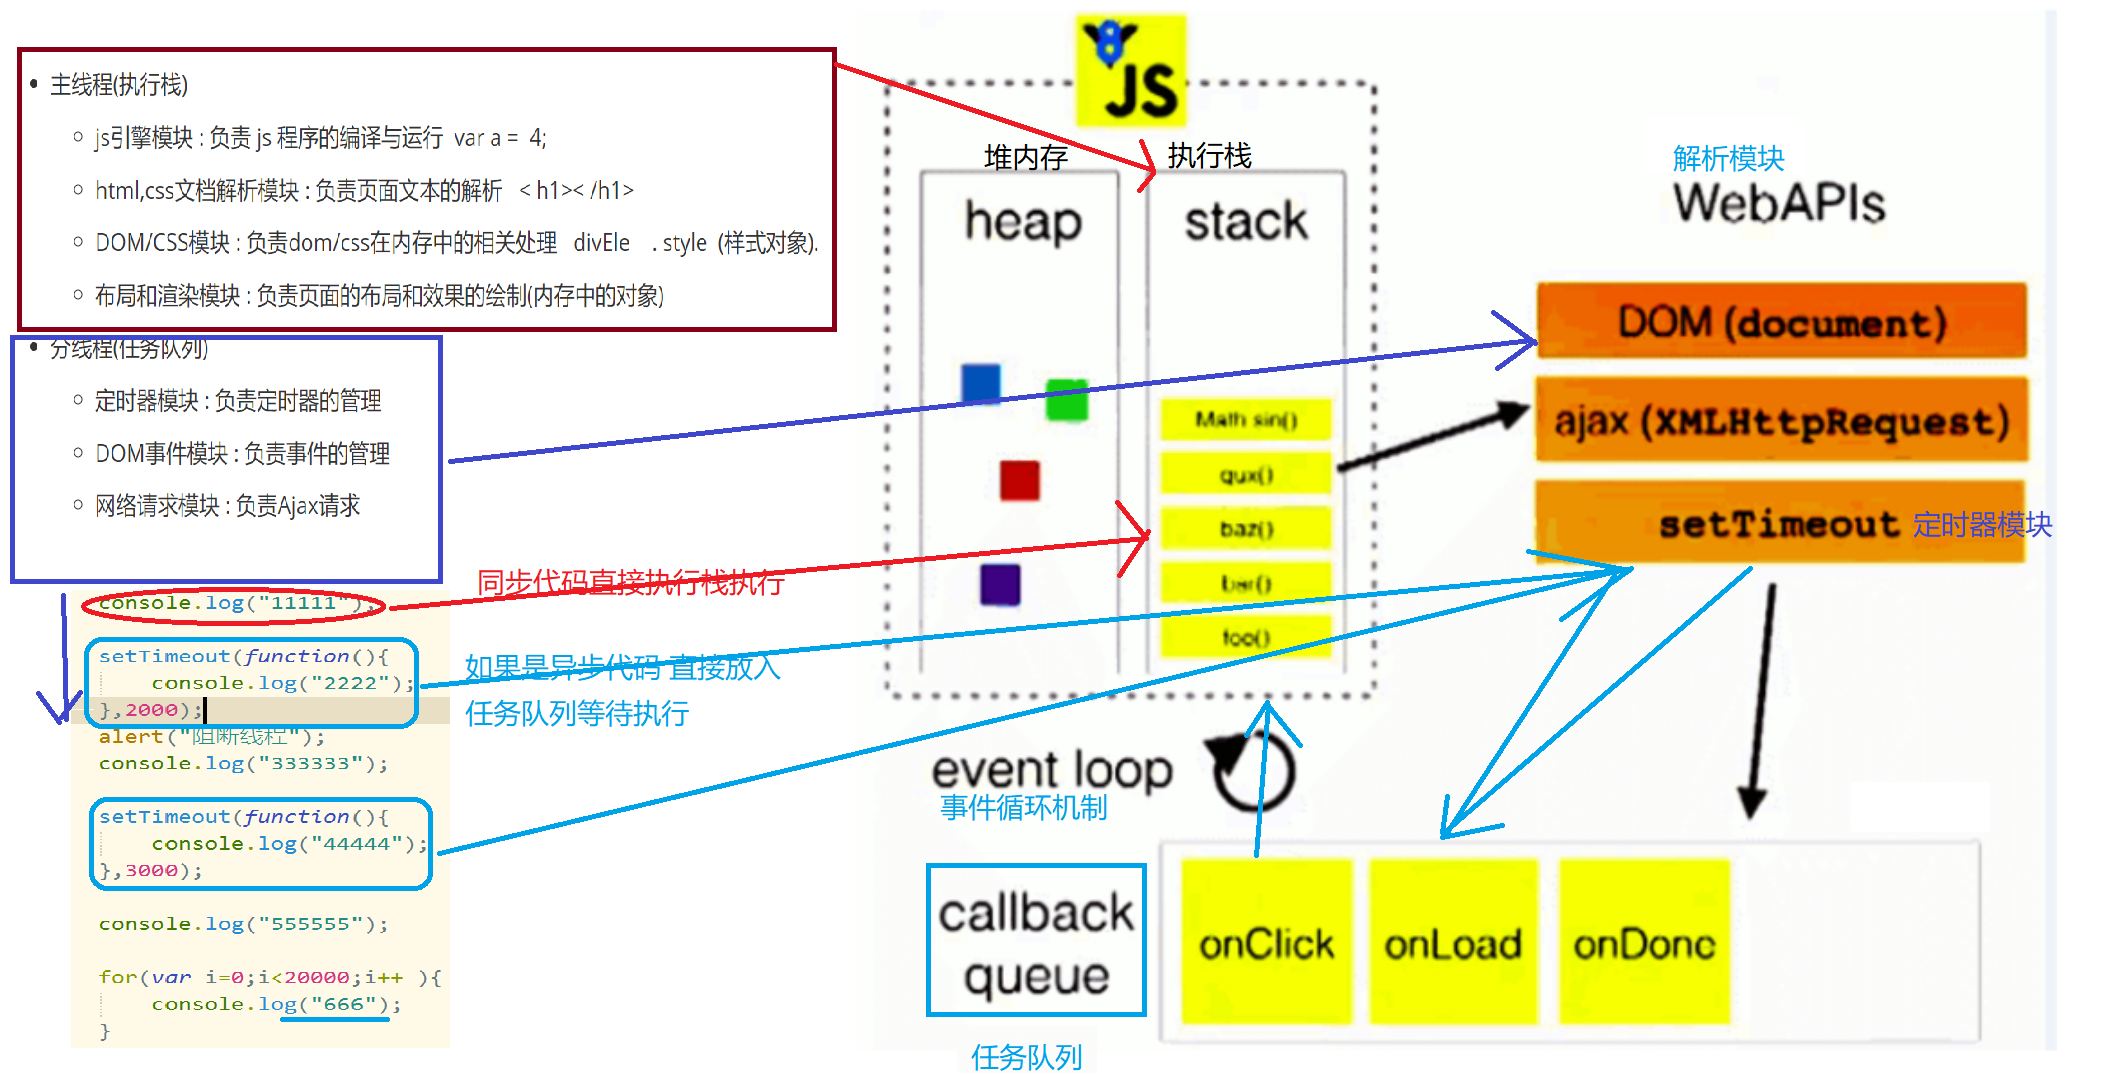 主线程(执行栈)
js引擎模块 : 负责 js 程序的编译与运行 var a = 4;
html,css文档解析模块 : 负责页面文本的解析 < h1>< /h1>
DOM/CSS模块 : 负责dom/css在内存中的相关处理 divEle . style (样式对象).
布局和渲染模块 : 负责页面的布局和效果的绘制(内存中的对象)
分线程(任务队列)
定时器模块 : 负责定时器的管理
DOM事件模块 : 负责事件的管理
网络请求模块 : 负责Ajax请求
console.log("11111");
setTimeout(function(){
console.log("2222");
},2000);
alert("阻断线程");
console.log("333333");
setTimeout(function(){
console.log("44444");
},3000);
console.log("555555");
for(var i=0;i<20000;i++ ){
console.log("666");
}
同步代码直接执行栈执行
如果是异步代码 直接放入
任务队列等待执行
8
JS
堆内存
执行栈
heap
stack
Math sin()
qux()
baz()
bar()
foo()
解析模块
WebAPIs
DOM (document)
ajax (XMLHttpRequest)
setTimeout 定时器模块
event loop
事件循环机制
callback
queue
onClick
onLoad
onDone
任务队列